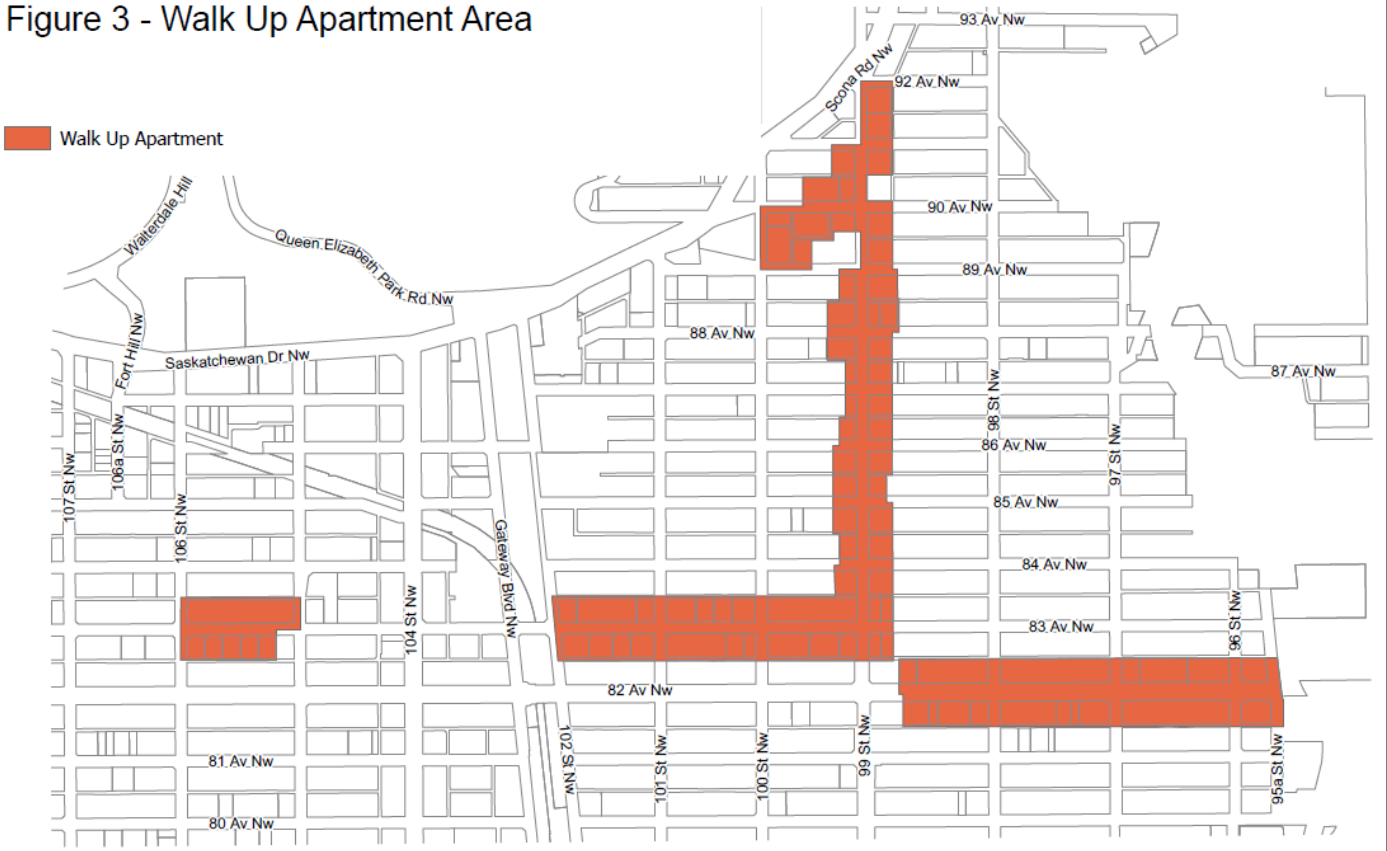 Figure 3 - Walk Up Apartment Area
93 Av Nw
Scona Rd Nw
92 Av Nw
Walk Up Apartment
Walterdale Hill
90 Av Nw
Queen Elizabeth Park Rd Nw
89 Av Nw
88 Av Nw
Fort Hill Nw
Saskatchewan Dr Nw
87 Av Nw
98 St Nw
86 Av Nw
106a St Nw
97 St Nw
107 St Nw
85 Av Nw
106 St Nw
Gateway Blvd Nw
84 Av Nw
104 St Nw
96 St Nw
83 Av Nw
82 Av Nw
102 St Nw
101 St Nw
100 St Nw
99 St Nw
95a St Nw
81 Av Nw
80 Av Nw